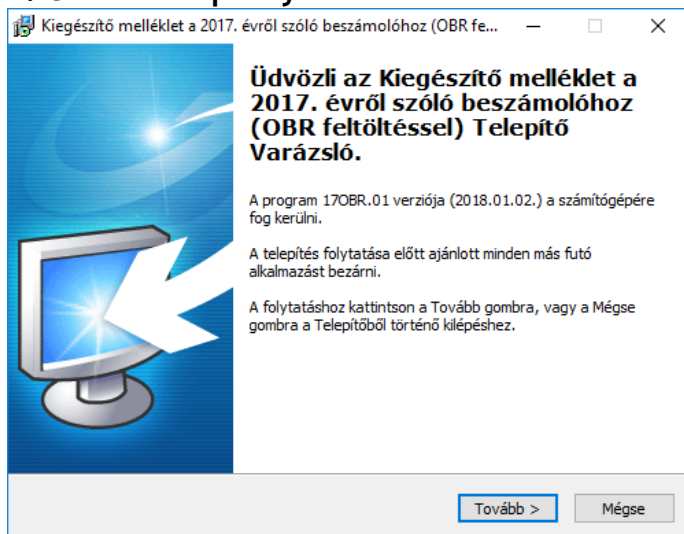 Kiegészítő melléklet a 2017. évről szóló beszámolóhoz (OBR fe...
Üdvözli az Kiegészítő melléklet a
2017. évről szóló beszámolóhoz
(OBR feltöltéssel) Telepítő
Varázsló.
A program 17OBR.01 verziója (2018.01.02.) a számítógépére
fog kerülni.
A telepítés folytatása előtt ajánlott minden más futó
alkalmazást bezárni.
A folytatáshoz kattintson a Tovább gombra, vagy a Mégse
gombra a Telepítőből történő kilépéshez.
Tovább >
Mégse